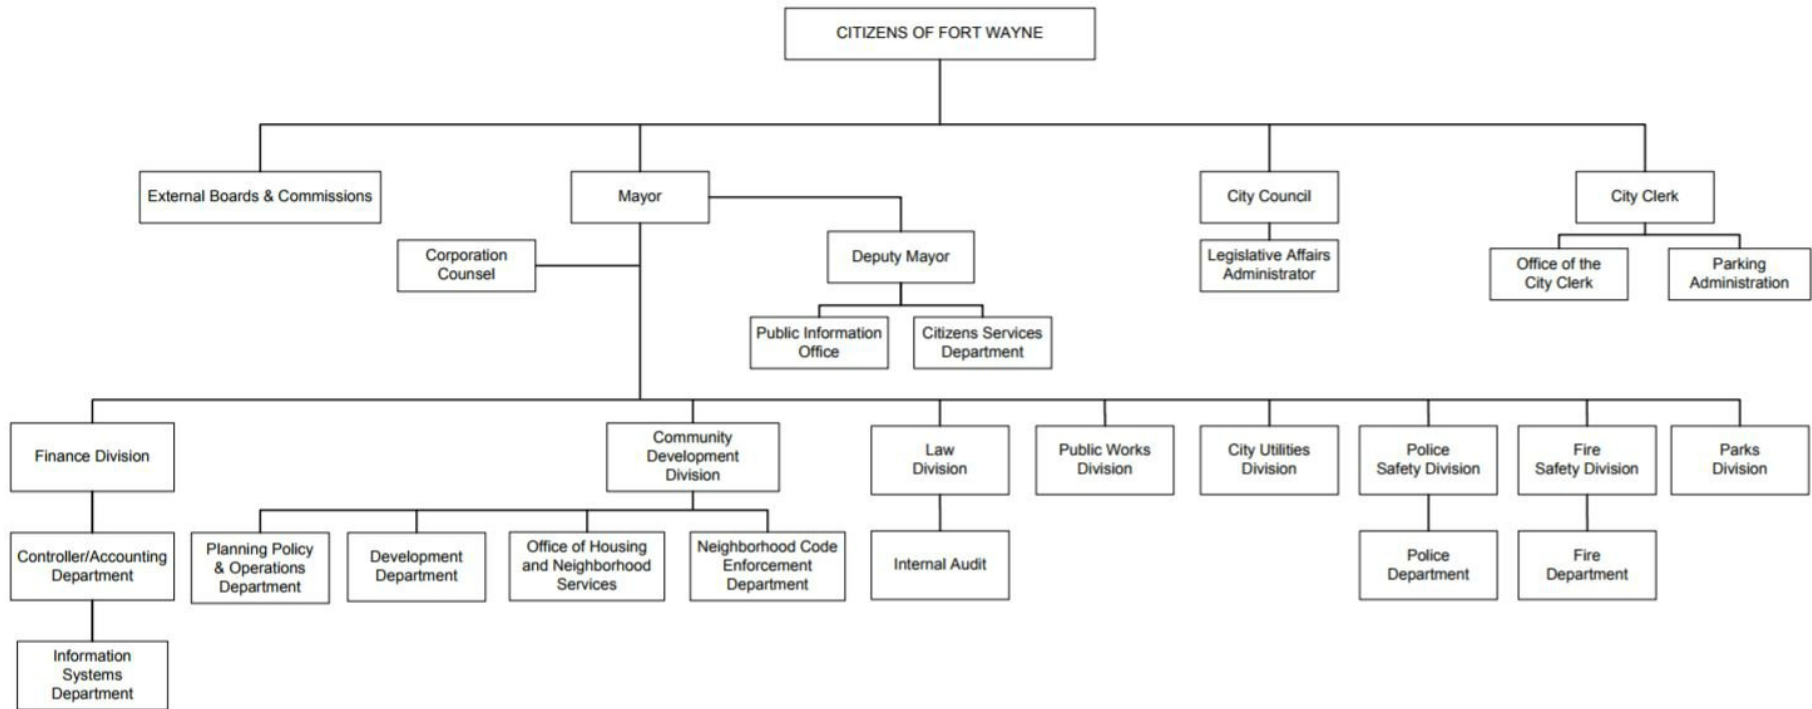 CITIZENS OF FORT WAYNE
External Boards & Commissions
Mayor
City Council
City Clerk
Corporation
Counsel
Deputy Mayor
Legislative Affairs
Administrator
Office of the
City Clerk
Parking
Administration
Public Information
Office
Citizens Services
Department
Finance Division
Community
Development
Division
Law
Division
Public Works
Division
City Utilities
Division
Police
Safety Division
Fire
Safety Division
Parks
Division
Controller/Accounting
Department
Planning Policy
& Operations
Department
Development
Department
Office of Housing
and Neighborhood
Services
Neighborhood Code
Enforcement
Department
Internal Audit
Police
Department
Fire
Department
Information
Systems
Department